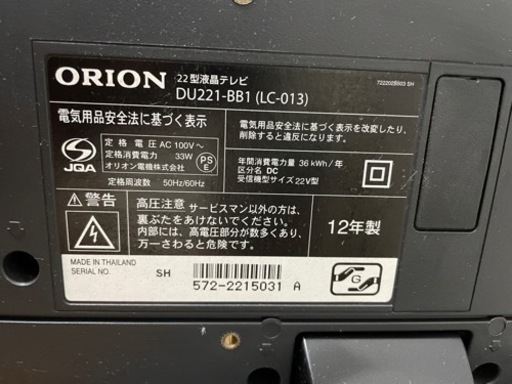 ORION 22型液晶テレビ
DU221-BB1 (LC-013)
722202B503 SH
電気用品安全法に基づく表示
定格電圧 AC 100V~
定格消費電力 33W
オリオン電機株式会社
定格周波数 50Hz/60Hz
JQA
PS
E
電気用品安全法に基づく表示を改変したり、
削除すると違反になります。
年間消費電力量 36 kWh/年
区分名 DC
受信機型サイズ 22V型
警告
高圧注意 サービスマン以外の方は、
裏ぶたをあけないでください。
内部には、高電圧部分が数多く
万一さわると危険です。
12年製
MADE IN THAILAND
SERIAL NO.
SH
572-2215031 A
G